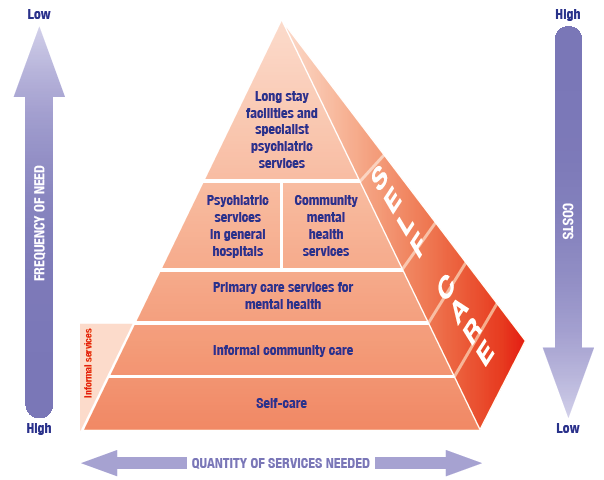 Low
High
Long stay
facilities and
specialist
psychiatric
services
Psychiatric
services
in general
hospitals
Community
mental
health
services
Primary care services for
mental health
Informal community care
Self-care
Informal services
SELF
CARE
FREQUENCY OF NEED
COSTS
High
Low
QUANTITY OF SERVICES NEEDED